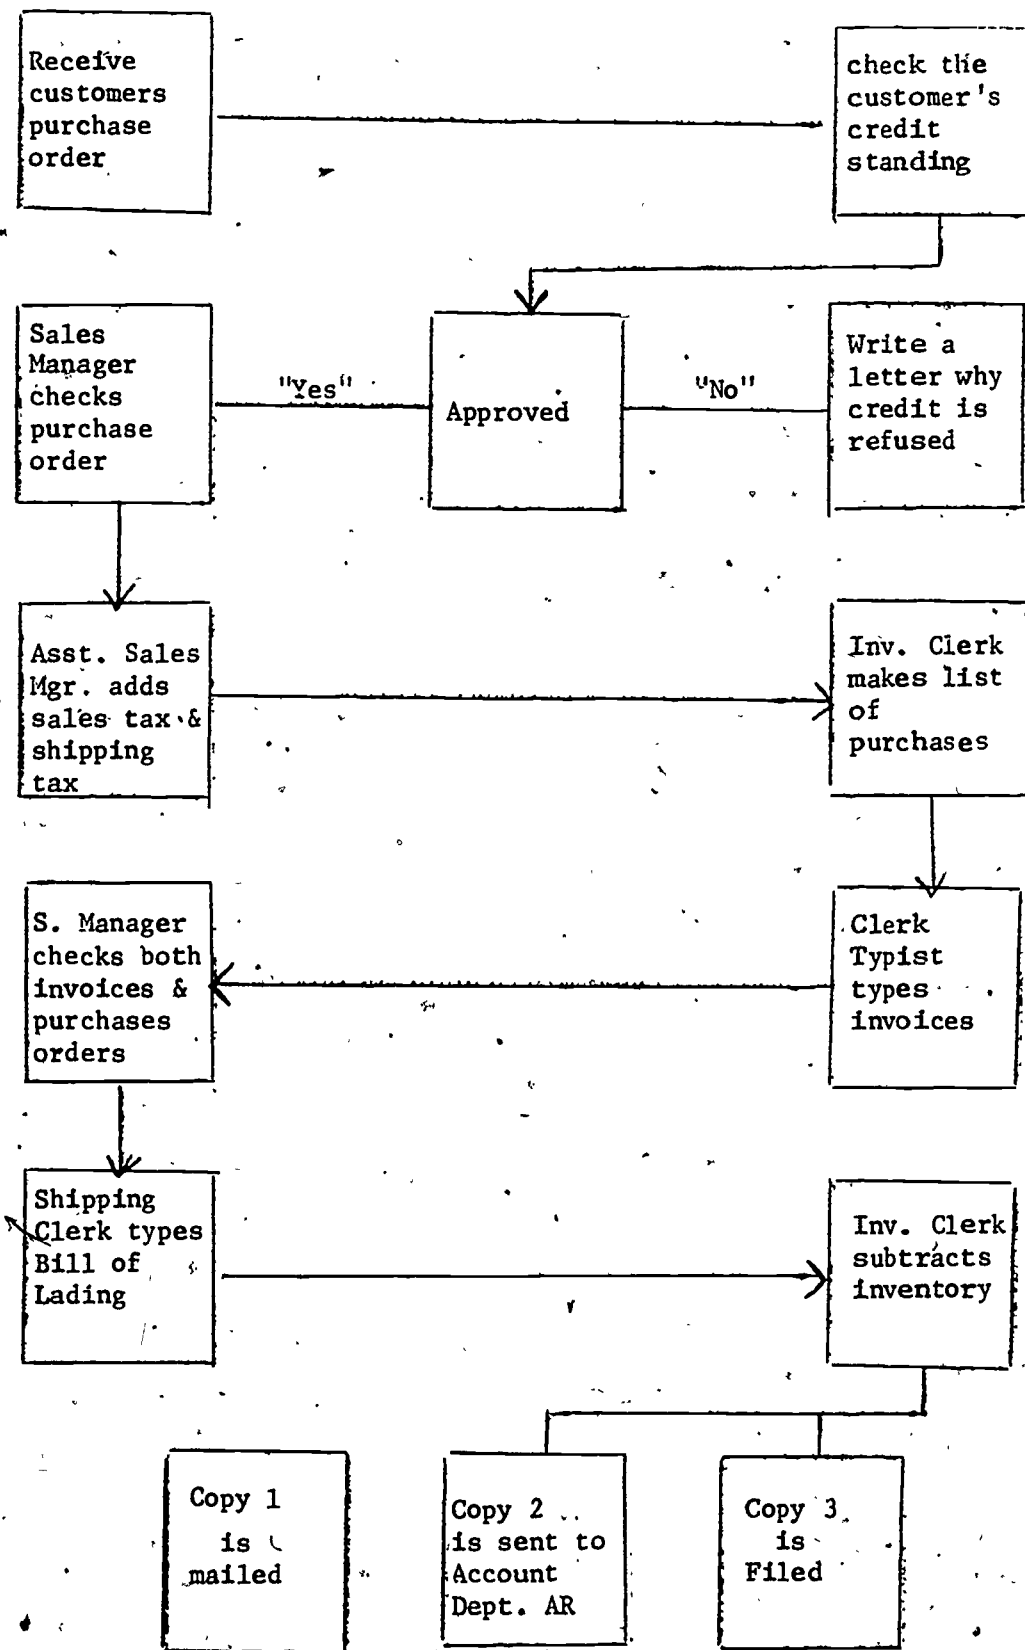 Receive
customers
purchase
order
check the
customer's
credit
standing
Sales
Manager
checks
purchase
order
"Yes"
Approved
"No"
Write a
letter why
credit is
refused
Asst. Sales
Mgr. adds
sales tax &
shipping
tax
Inv. Clerk
makes list
of
purchases
S. Manager
checks both
invoices &
purchases
orders
Clerk
Typist
types
invoices
Shipping
Clerk types
Bill of
Lading
Inv. Clerk
subtracts
inventory
Copy 1
is
mailed
Copy 2
is sent to
Account
Dept. AR
Copy 3
is
Filed